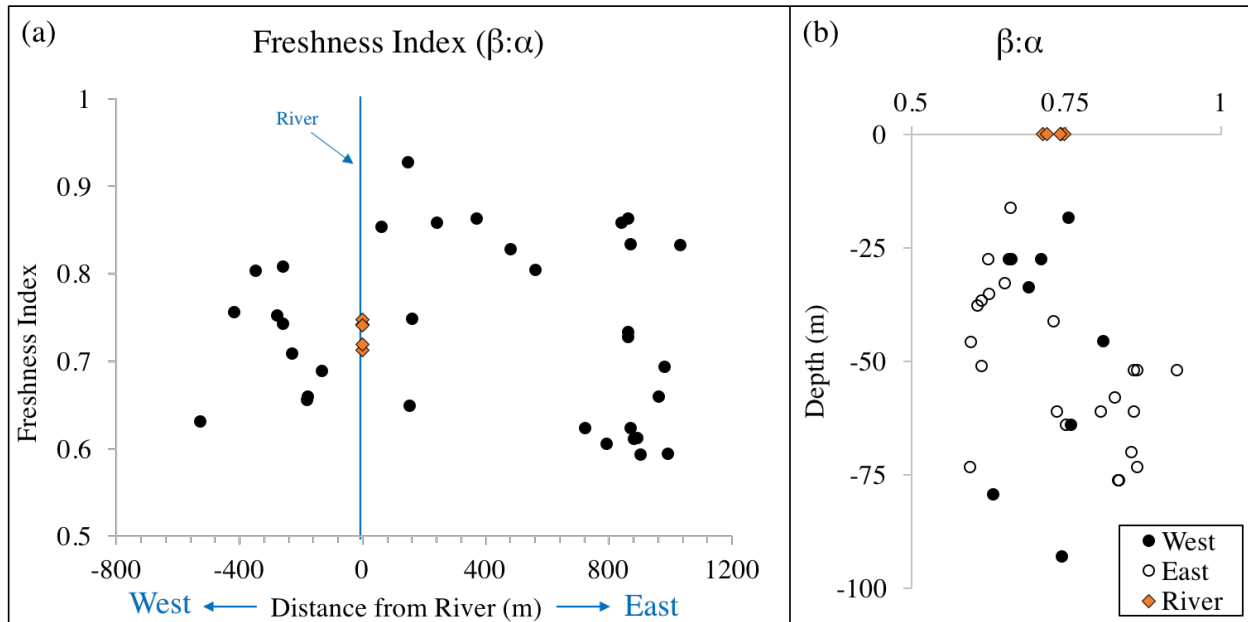 (a)
Freshness Index (β:α)
River
1
0.9
0.8
0.7
0.6
0.5
Freshness Index
-800
-400
0
400
800
1200
West
Distance from River (m)
East
(b)
β:α
0.5
0.75
1
0
-25
-50
-75
-100
Depth (m)
West
East
River